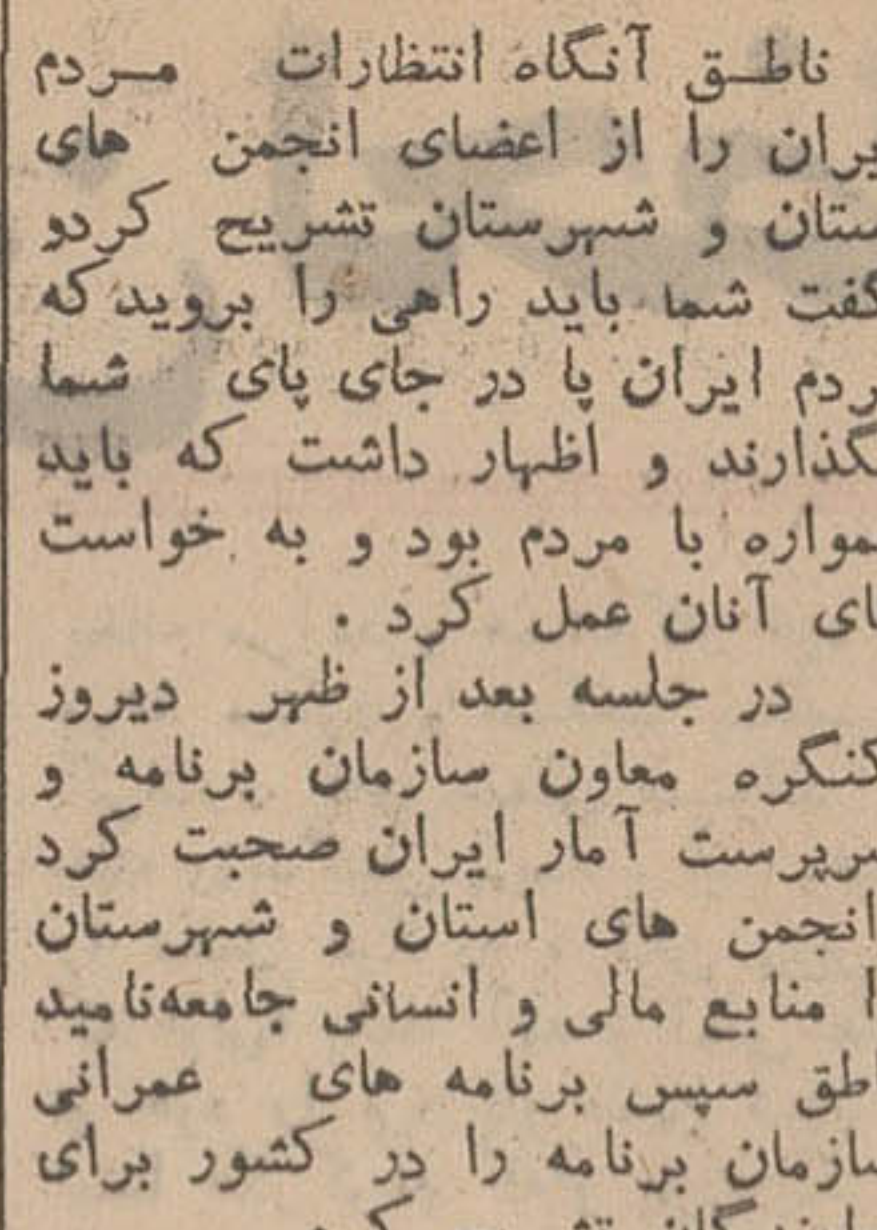 ناطق آنگاه انتظارات مردم
یران را از اعضای انجمن های
ستان و شهرستان تشریح کردو
گفت شما باید راهی را بروید که
ردم ایران پا در جای پای شما
گذارند و اظهار داشت که باید
مواره با مردم بود و به خواست
ای آنان عمل کرد .
در جلسه بعد از ظهر دیروز
کنگره معاون سازمان برنامه و
سرپرست آمار ایران صحبت کرد
انجمن های استان و شهرستان
ا منابع مالی و انسانی جامعه نامید
اطق سپس برنامه های عمرانی
سازمان برنامه را در کشور برای